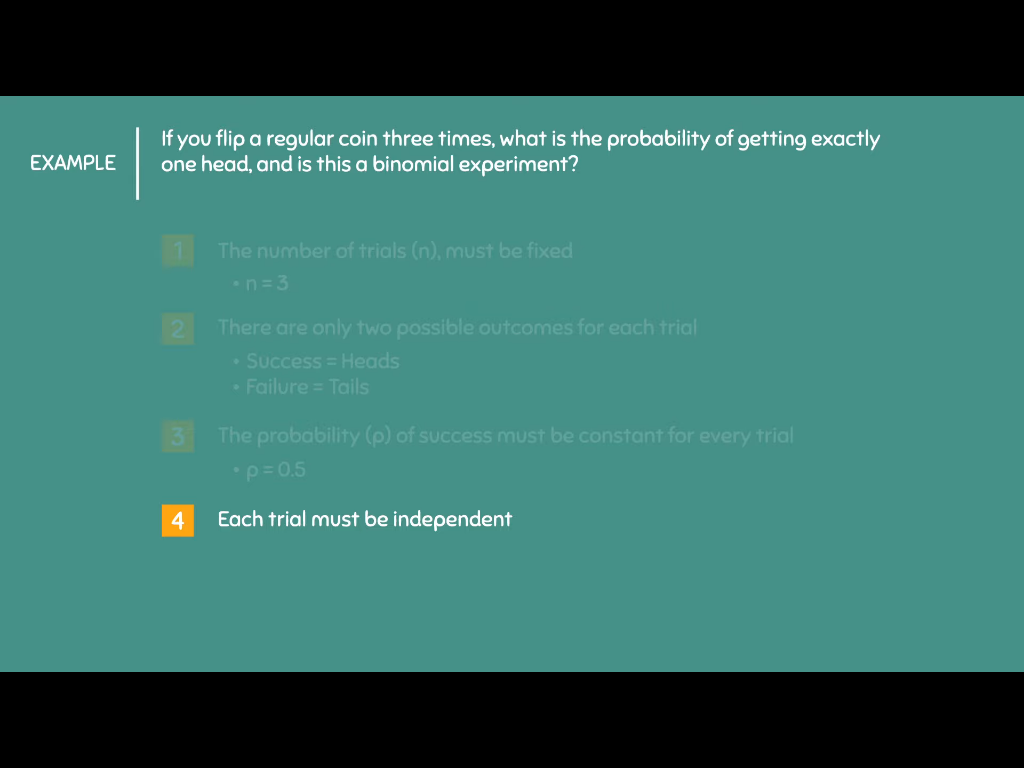 EXAMPLE
If you flip a regular coin three times, what is the probability of getting exactly
one head, and is this a binomial experiment?
1 The number of trials (n), must be fixed
• n = 3
2 There are only two possible outcomes for each trial
• Success = Heads
• Failure = Tails
3 The probability (p) of success must be constant for every trial
• p = 0.5
4 Each trial must be independent